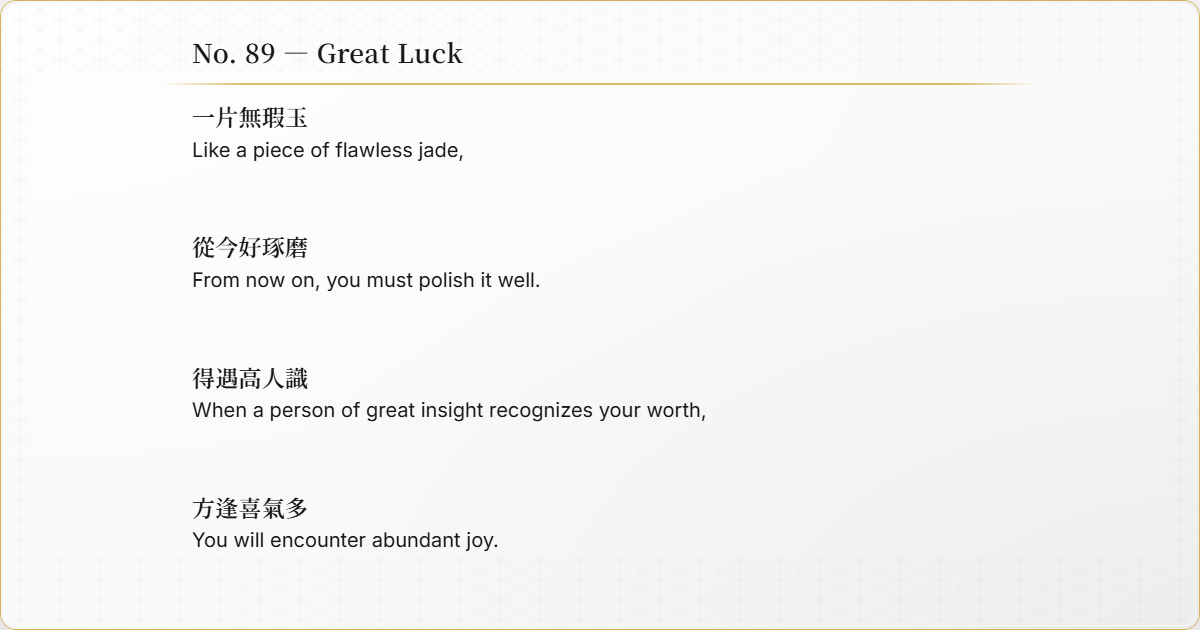 No. 89 — Great Luck
一片無瑕玉
Like a piece of flawless jade,
從今好琢磨
From now on, you must polish it well.
得遇高人識
When a person of great insight recognizes your worth,
方逢喜氣多
You will encounter abundant joy.